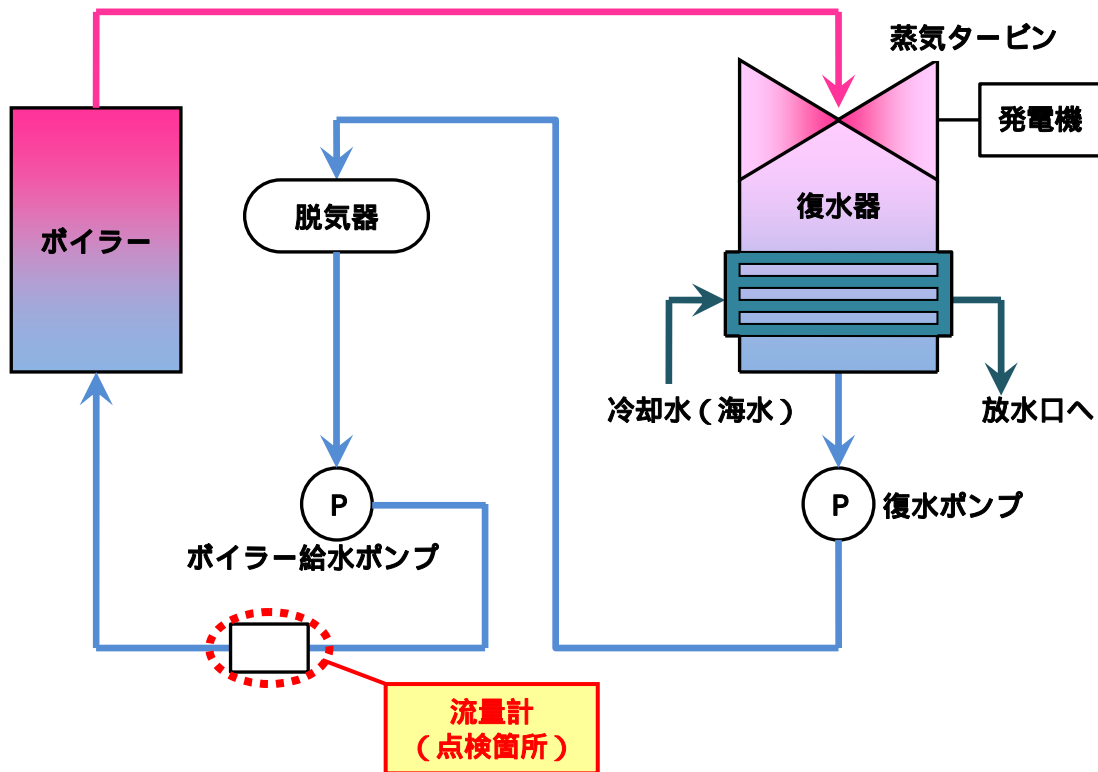 蒸気タービン
発電機
脱気器
復水器
ボイラー
冷却水(海水)
放水口へ
P
復水ポンプ
P
ボイラー給水ポンプ
流量計
(点検箇所)